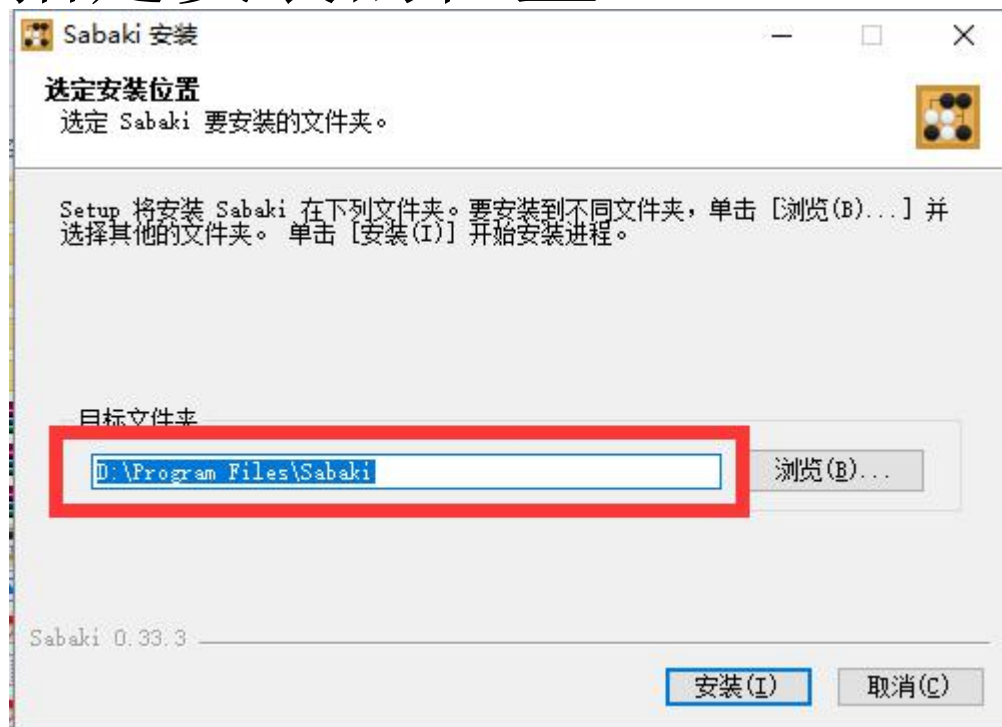 Sabaki 安装
选定安装位置
选定 Sabaki 要安装的文件夹。
Setup 将安装 Sabaki 在下列文件夹。要安装到不同文件夹，单击 [浏览(B)...] 并
选择其他的文件夹。 单击 [安装(I)] 开始安装进程。
目标文件夹
D:\Program Files\Sabaki
浏览(B)...
Sabaki 0.33.3
安装(I)
取消(C)